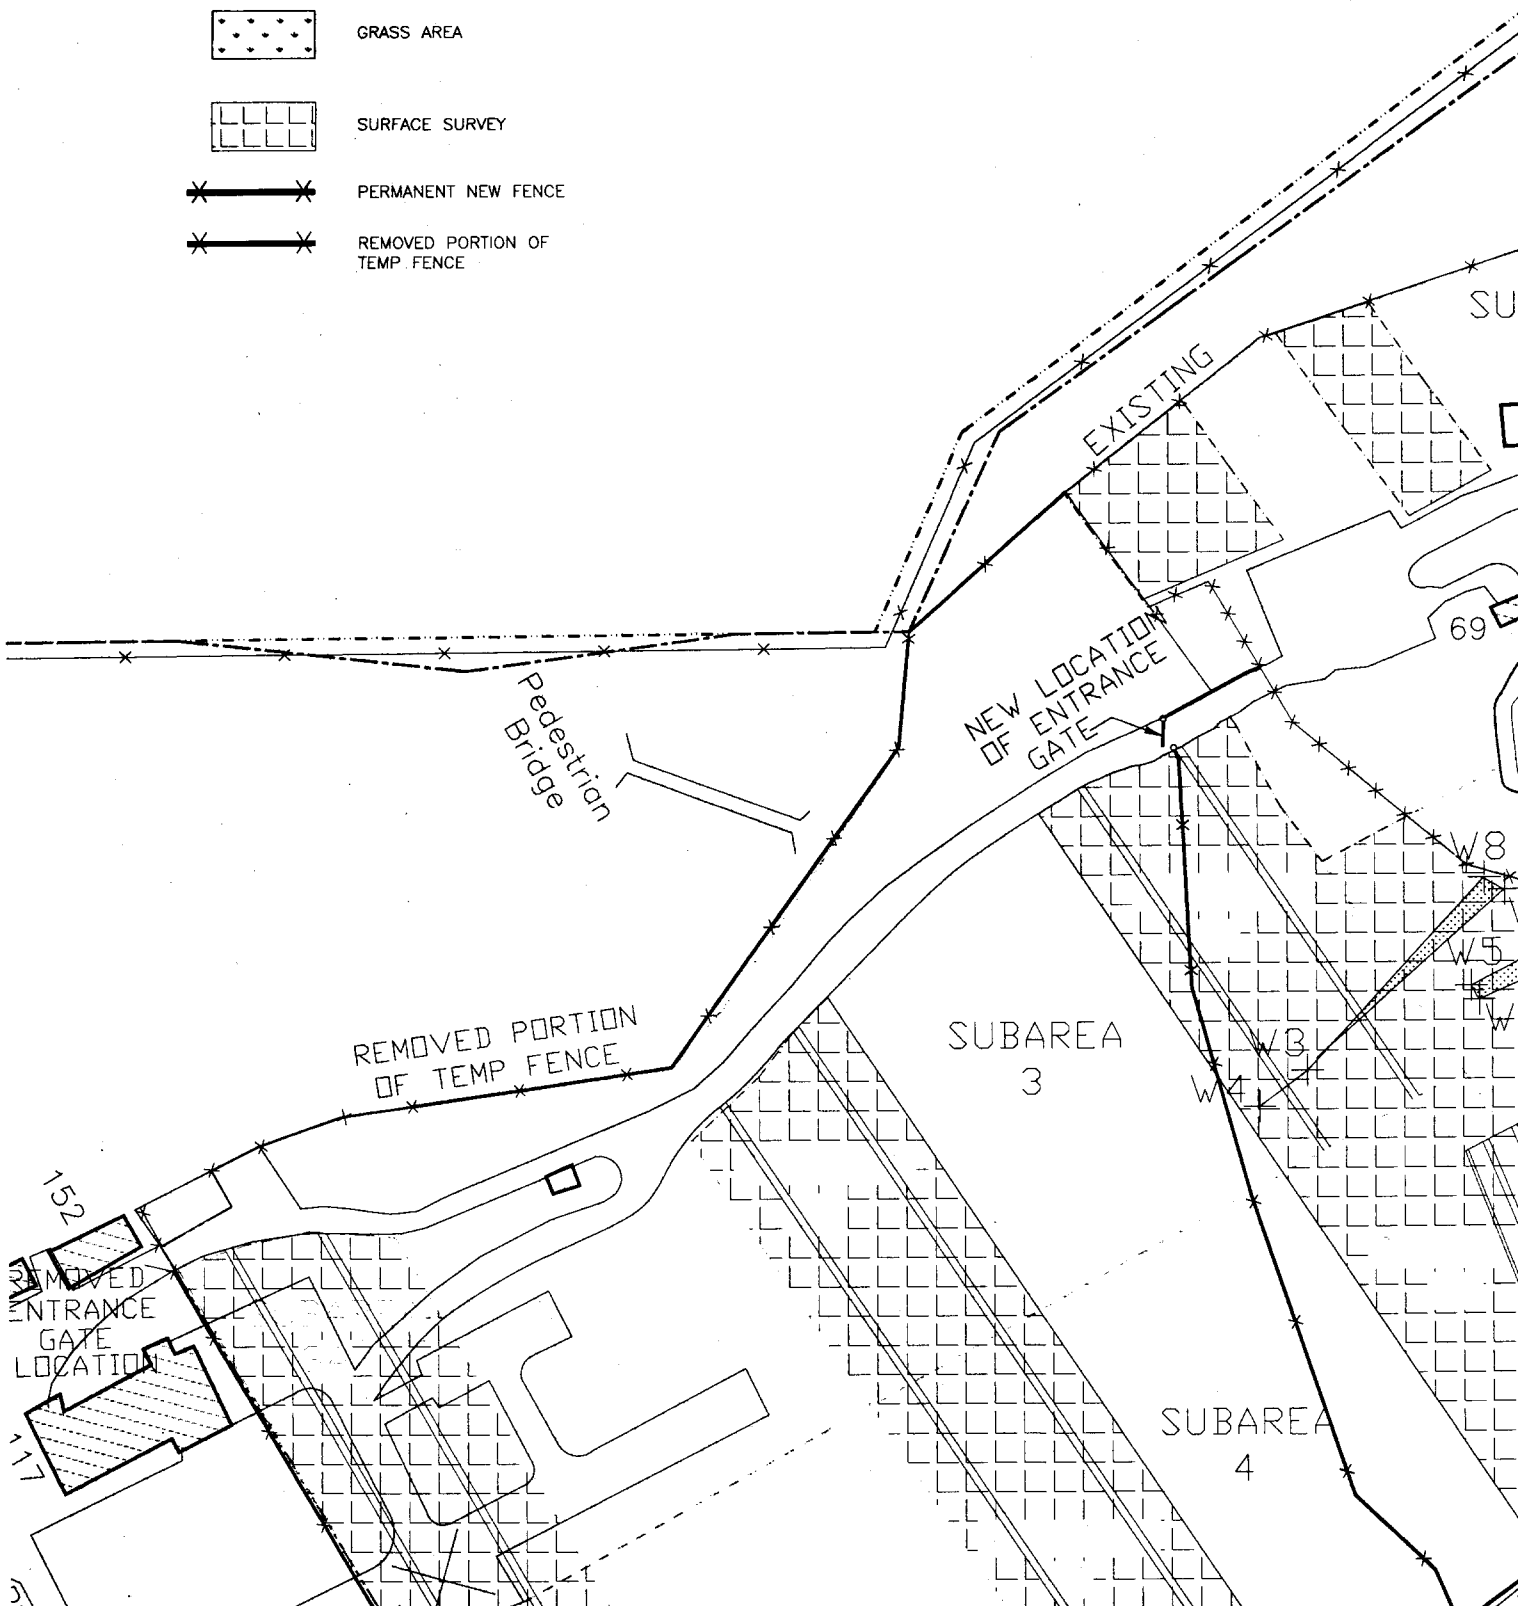 GRASS AREA
SURFACE SURVEY
PERMANENT NEW FENCE
REMOVED PORTION OF
TEMP FENCE
SU
EXISTING
69
NEW LOCATION
OF ENTRANCE
GATE
Pedestrian
Bridge
W8
W5
W
W3
W4
SUBAREA
3
REMOVED PORTION
OF TEMP FENCE
152
REMOVED
ENTRANCE
GATE
LOCATION
117
SUBAREA
4